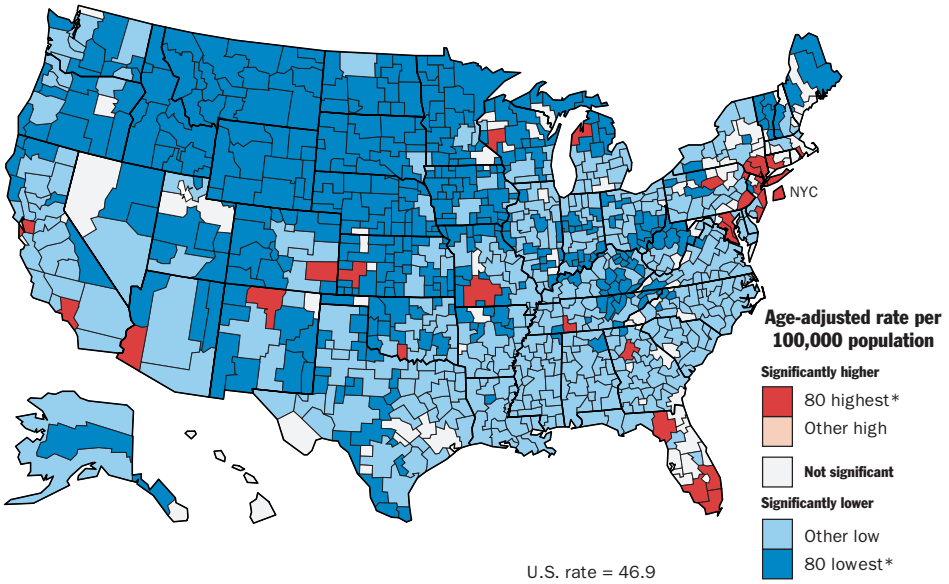 NYC
Age-adjusted rate per
100,000 population
Significantly higher
80 highest*
Other high
Not significant
Significantly lower
Other low
80 lowest*
U.S. rate = 46.9